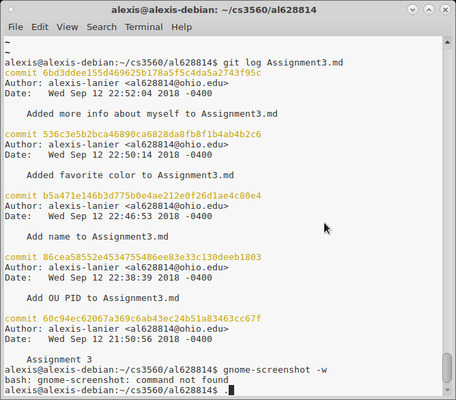 alexis@alexis-debian: ~/cs3560/al628814
File Edit View Search Terminal Help
~
~
alexis@alexis-debian:~/cs3560/al628814$ git log Assignment3.md
commit 6bd3ddee155d469625b178a5f5c4da5a2743f95c
Author: alexis-lanier <al628814@ohio.edu>
Date:   Wed Sep 12 22:52:04 2018 -0400
    Added more info about myself to Assignment3.md
commit 536c3e5b2bca46890ca6828da8fb8f1b4ab4b2c6
Author: alexis-lanier <al628814@ohio.edu>
Date:   Wed Sep 12 22:50:14 2018 -0400
    Added favorite color to Assignment3.md
commit b5a471e146b3d775b0e4ae212e0f26d1ae4c80e4
Author: alexis-lanier <al628814@ohio.edu>
Date:   Wed Sep 12 22:46:53 2018 -0400
    Add name to Assignment3.md
commit 86cea58552e4534755486ee83e33c130deeb1803
Author: alexis-lanier <al628814@ohio.edu>
Date:   Wed Sep 12 22:38:39 2018 -0400
    Add OU PID to Assignment3.md
commit 60c94ec62067a369c6ab43ec24b51a83463cc67f
Author: alexis-lanier <al628814@ohio.edu>
Date:   Wed Sep 12 21:50:56 2018 -0400
    Assignment 3
alexis@alexis-debian:~/cs3560/al628814$ gnome-screenshot -w
bash: gnome-screenshot: command not found
alexis@alexis-debian:~/cs3560/al628814$ .